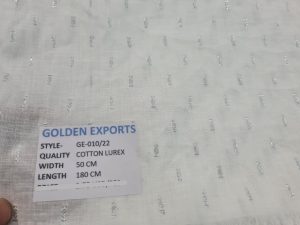 GOLDEN EXPORTS
STYLE- GE-010/22
QUALITY COTTON LUREX
WIDTH 50 CM
LENGTH 180 CM